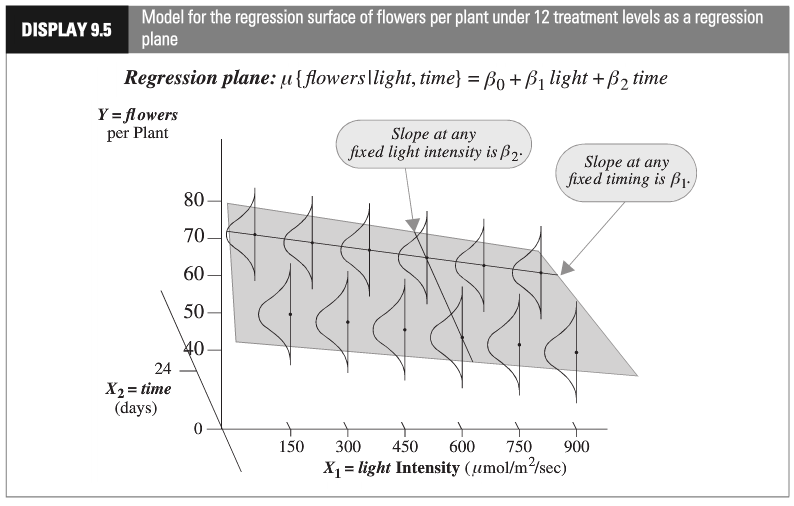 DISPLAY 9.5
Model for the regression surface of flowers per plant under 12 treatment levels as a regression
plane
Regression plane: μ{flowers|light, time} = β₀ + β₁ light + β₂ time
Y = flowers
per Plant
Slope at any
fixed light intensity is β₂.
Slope at any
fixed timing is β₁.
80
70
60
50
40
24
X₂ = time
(days)
0
150 300 450 600 750 900
X₁ = light Intensity (μmol/m²/sec)